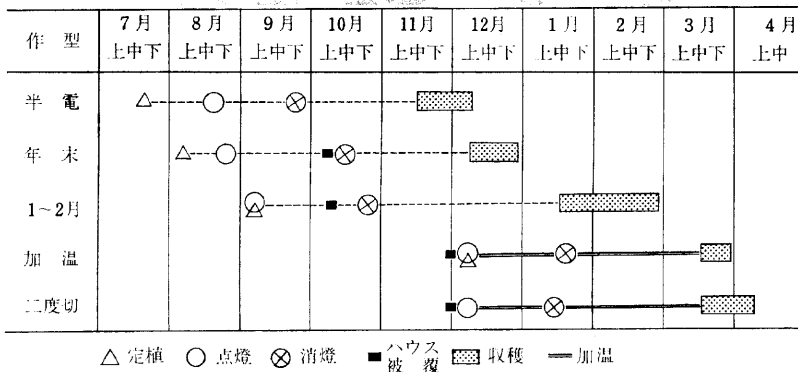 作型 7月 8月 9月 10月 11月 12月 1月 2月 3月 4月
上中下 上中下 上中下 上中下 上中下 上中下 上中下 上中下 上中下 上中
半電
年末
1~2月
加温
二度切
定植 点燈 消燈 ハウス被覆 収穫 加温